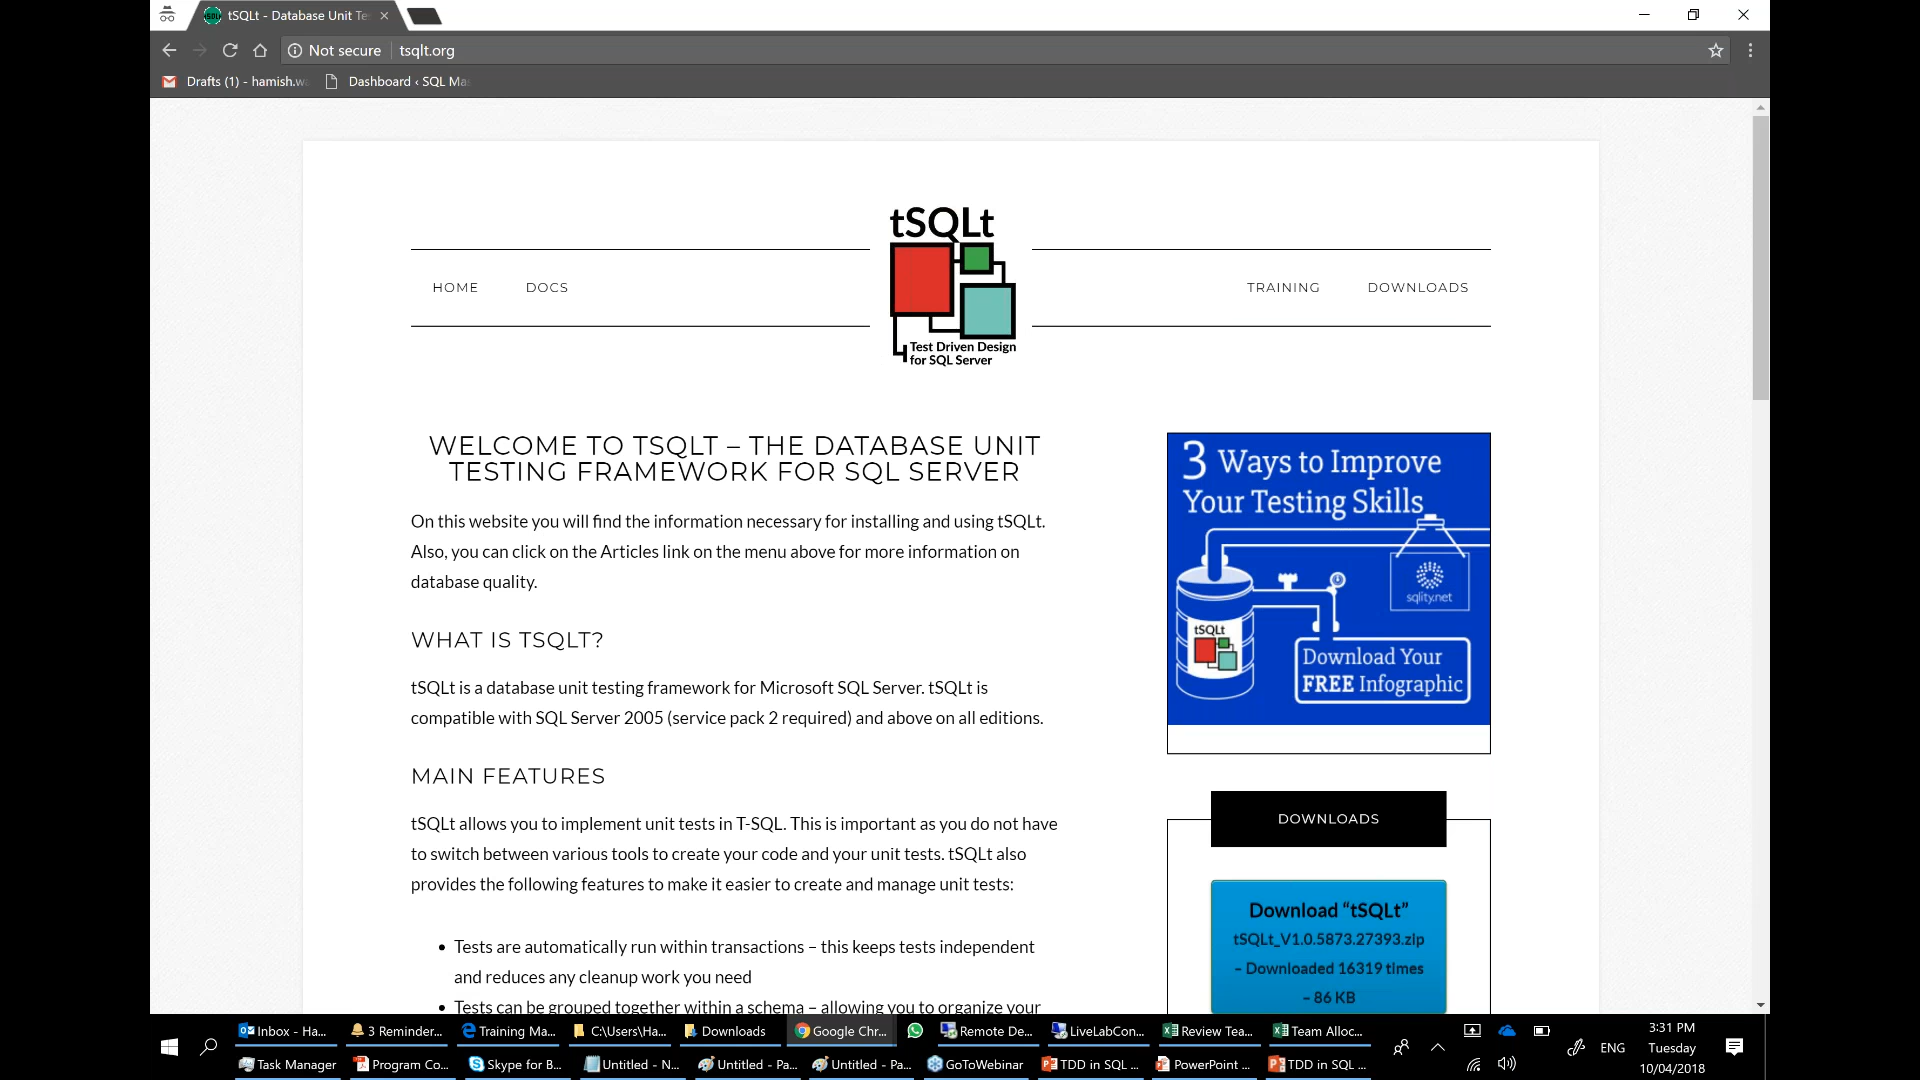 tSQLt - Database Unit Te
Not secure tsqlt.org
Drafts (1) - hamish.w
Dashboard ‹ SQL Ma
tSQLt
Test Driven Design
for SQL Server
HOME DOCS TRAINING DOWNLOADS
WELCOME TO TSQLT – THE DATABASE UNIT
TESTING FRAMEWORK FOR SQL SERVER
On this website you will find the information necessary for installing and using tSQLt.
Also, you can click on the Articles link on the menu above for more information on
database quality.
WHAT IS TSQLT?
tSQLt is a database unit testing framework for Microsoft SQL Server. tSQLt is
compatible with SQL Server 2005 (service pack 2 required) and above on all editions.
MAIN FEATURES
tSQLt allows you to implement unit tests in T-SQL. This is important as you do not have
to switch between various tools to create your code and your unit tests. tSQLt also
provides the following features to make it easier to create and manage unit tests:
• Tests are automatically run within transactions – this keeps tests independent
and reduces any cleanup work you need
• Tests can be grouped together within a schema – allowing you to organize your
3 Ways to Improve
Your Testing Skills
sqlity.net
tSQLt
Download Your
FREE Infographic
DOWNLOADS
Download “tSQLt”
tSQLt_V1.0.5873.27393.zip
– Downloaded 16319 times
– 86 KB
Inbox - Ha...
3 Reminder...
Training Ma...
C:\Users\Ha...
Downloads
Google Chr...
Remote De...
LiveLabCon...
Review Tea...
Team Alloc...
Task Manager
Program Co...
Skype for B...
Untitled - N...
Untitled - Pa...
Untitled - Pa...
GoToWebinar
TDD in SQL ...
PowerPoint ...
TDD in SQL ...
ENG
3:31 PM
Tuesday
10/04/2018